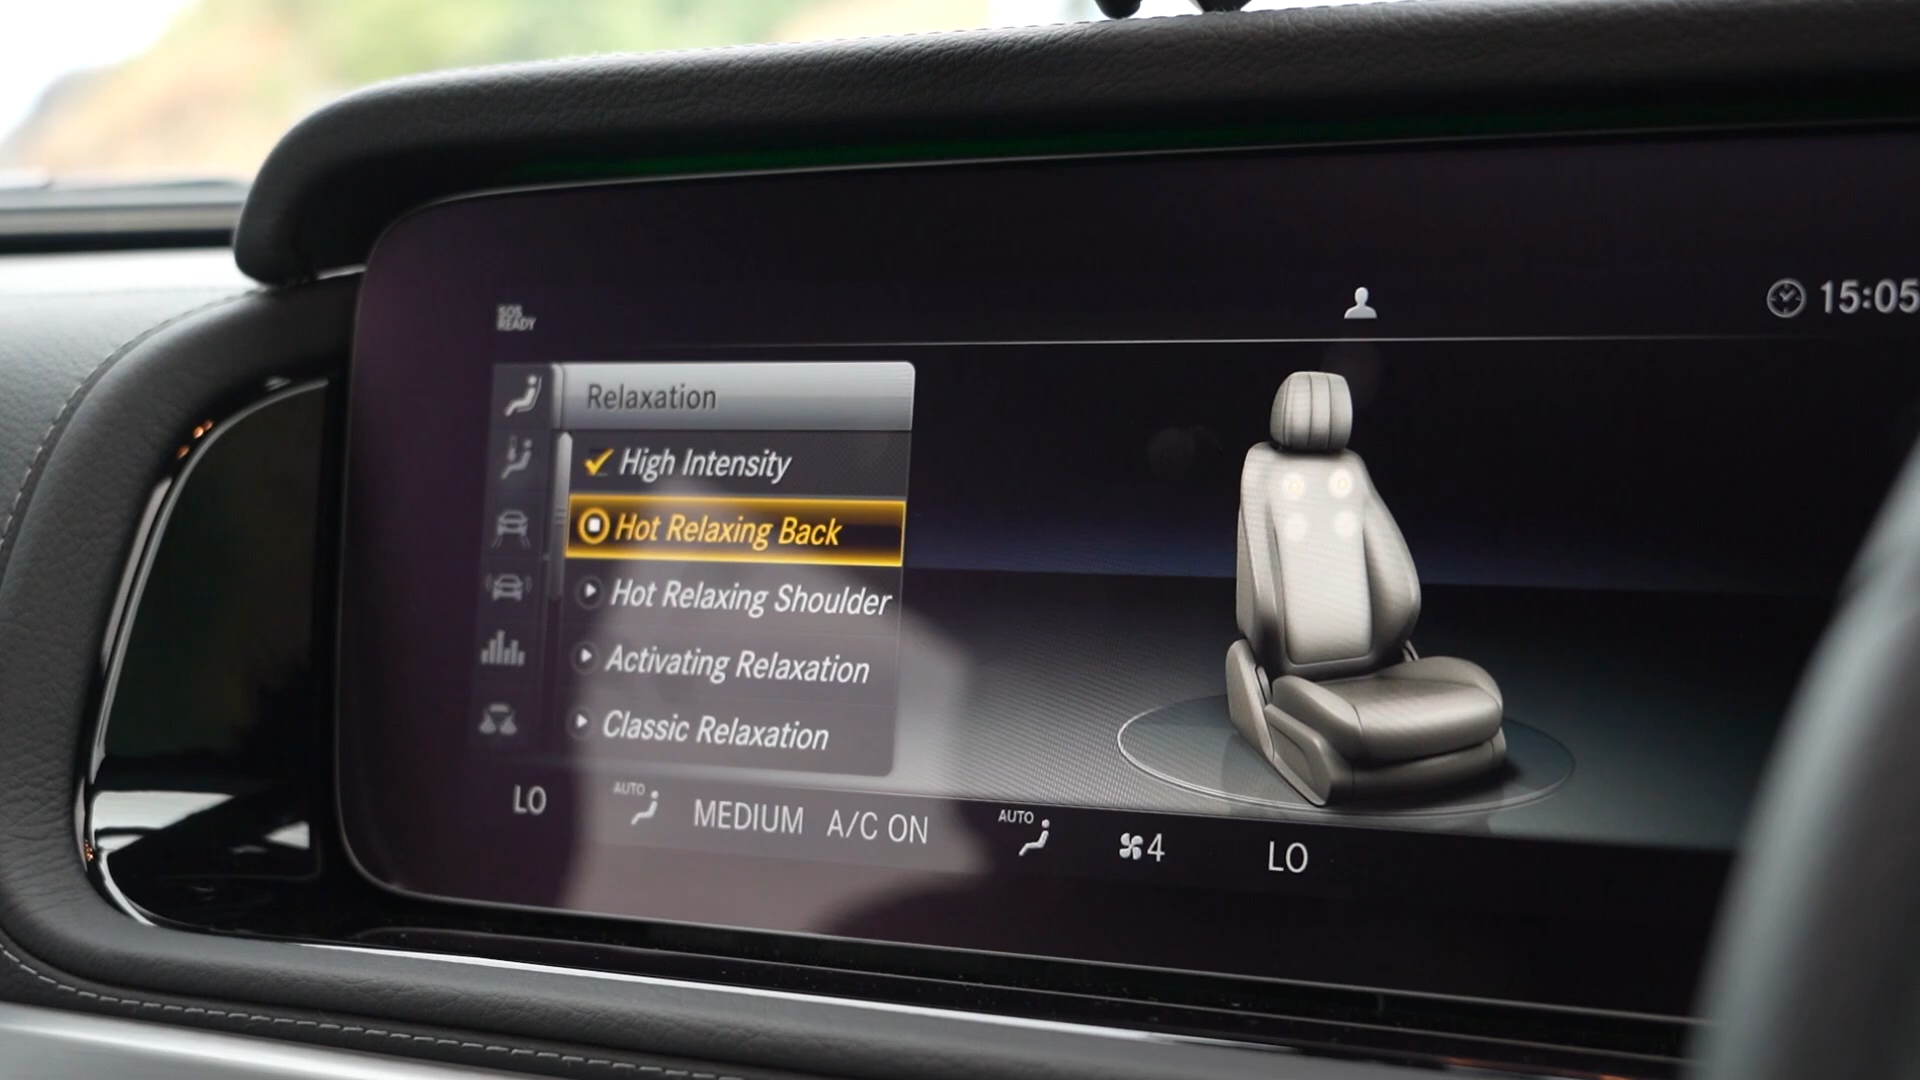 SOS
READY
15:05
Relaxation
High Intensity
Hot Relaxing Back
Hot Relaxing Shoulder
Activating Relaxation
Classic Relaxation
LO AUTO MEDIUM A/C ON AUTO 4 LO